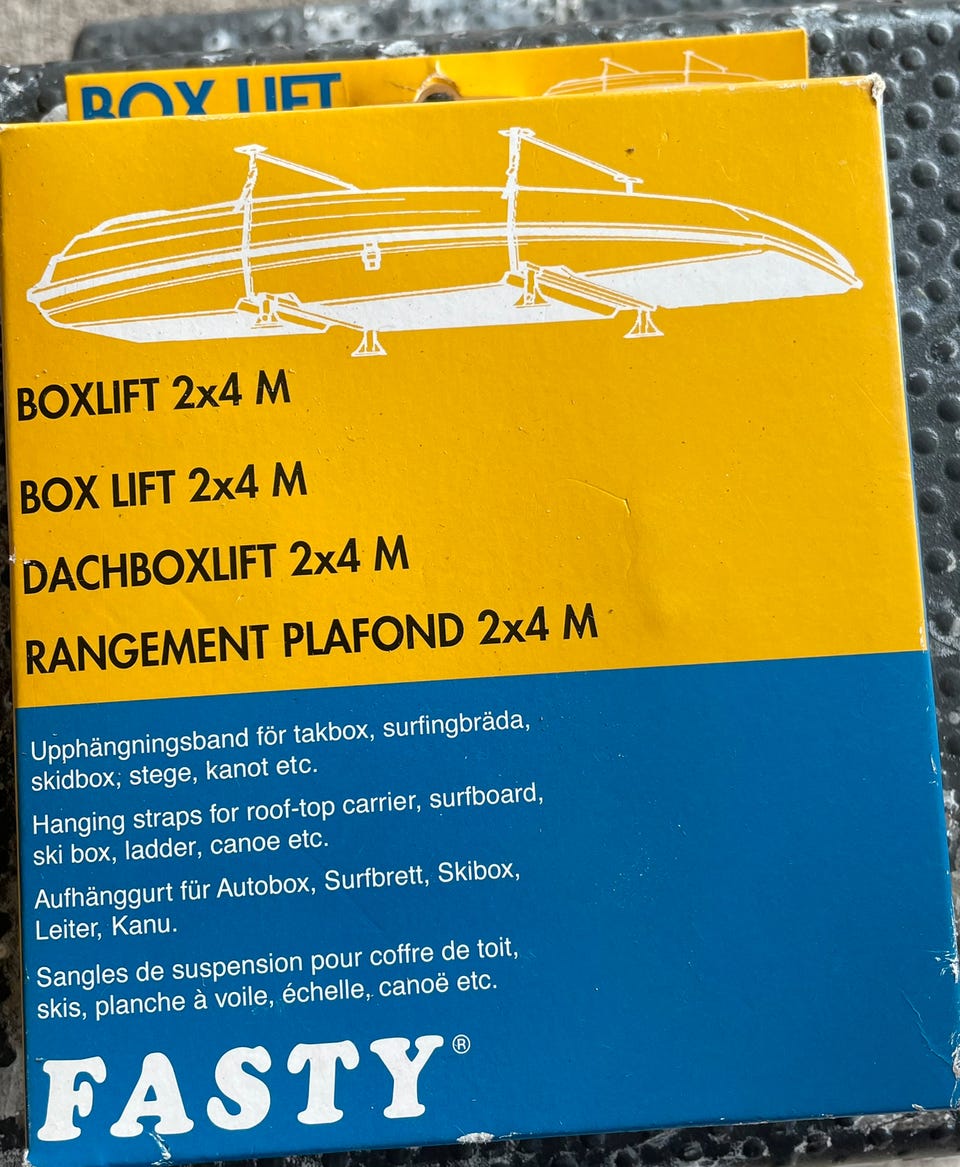 BOX LIFT
BOXLIFT 2x4 M
BOX LIFT 2x4 M
DACHBOXLIFT 2x4 M
RANGEMENT PLAFOND 2x4 M
Upphängningsband för takbox, surfingbräda,
skidbox, stege, kanot etc.
Hanging straps for roof-top carrier, surfboard,
ski box, ladder, canoe etc.
Aufhänggurt für Autobox, Surfbrett, Skibox,
Leiter, Kanu.
Sangles de suspension pour coffre de toit,
skis, planche à voile, échelle, canoë etc.
FASTY®